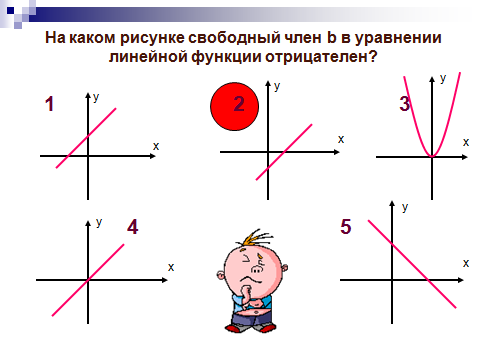 На каком рисунке свободный член b в уравнении
линейной функции отрицателен?
1
y
x
2
y
x
3
y
x
4
y
x
5
y
x